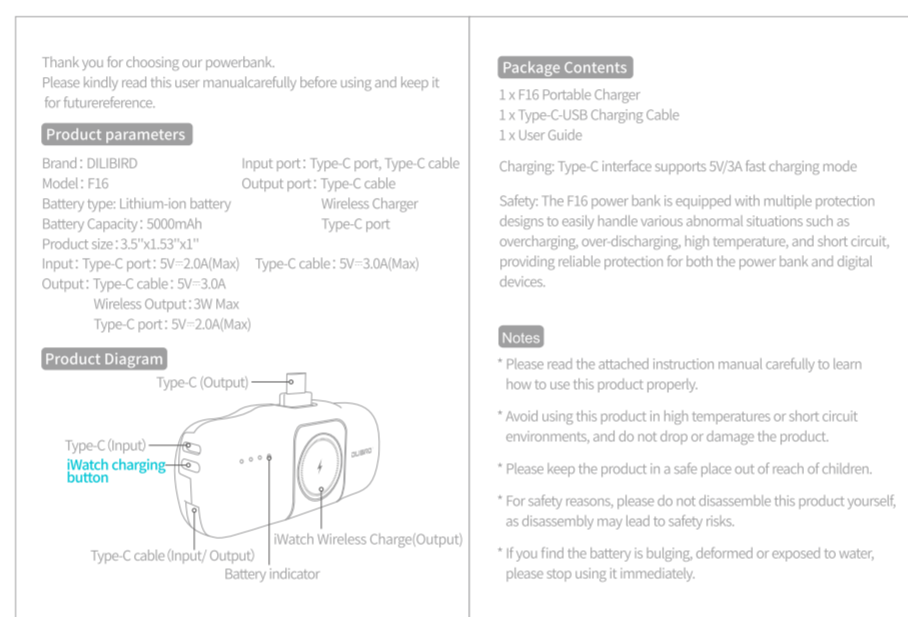 Thank you for choosing our powerbank.
Please kindly read this user manualcarefully before using and keep it
for futurereference.
Product parameters
Brand: DILIBIRD
Model: F16
Battery type: Lithium-ion battery
Battery Capacity: 5000mAh
Product size: 3.5"x1.53"x1"
Input port: Type-C port, Type-C cable
Output port: Type-C cable
Wireless Charger
Type-C port
Input: Type-C port: 5V⎓2.0A(Max) Type-C cable: 5V⎓3.0A(Max)
Output: Type-C cable: 5V⎓3.0A
Wireless Output: 3W Max
Type-C port: 5V⎓2.0A(Max)
Product Diagram
Type-C (Output)
Type-C (Input)
iWatch charging
button
DILIBIRD
iWatch Wireless Charge(Output)
Type-C cable (Input/ Output)
Battery indicator
Package Contents
1 x F16 Portable Charger
1 x Type-C-USB Charging Cable
1 x User Guide
Charging: Type-C interface supports 5V/3A fast charging mode
Safety: The F16 power bank is equipped with multiple protection
designs to easily handle various abnormal situations such as
overcharging, over-discharging, high temperature, and short circuit,
providing reliable protection for both the power bank and digital
devices.
Notes
* Please read the attached instruction manual carefully to learn
how to use this product properly.
* Avoid using this product in high temperatures or short circuit
environments, and do not drop or damage the product.
* Please keep the product in a safe place out of reach of children.
* For safety reasons, please do not disassemble this product yourself,
as disassembly may lead to safety risks.
* If you find the battery is bulging, deformed or exposed to water,
please stop using it immediately.